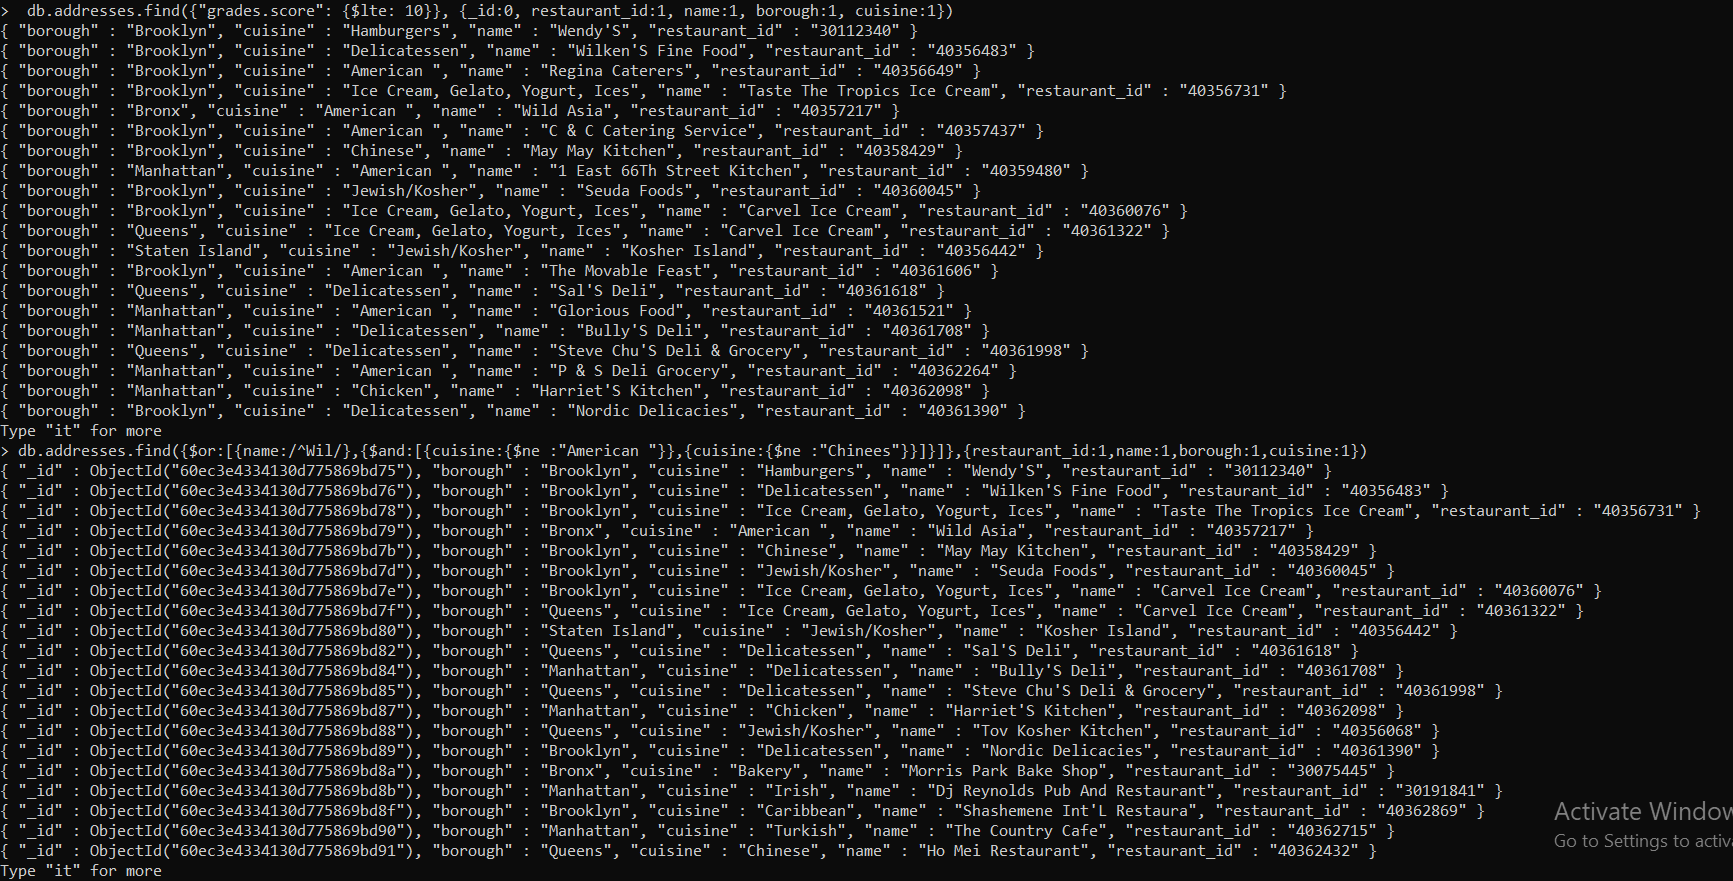 >  db.addresses.find({"grades.score": {$lte: 10}}, {_id:0, restaurant_id:1, name:1, borough:1, cuisine:1})
{ "borough" : "Brooklyn", "cuisine" : "Hamburgers", "name" : "Wendy'S", "restaurant_id" : "30112340" }
{ "borough" : "Brooklyn", "cuisine" : "Delicatessen", "name" : "Wilken'S Fine Food", "restaurant_id" : "40356483" }
{ "borough" : "Brooklyn", "cuisine" : "American ", "name" : "Regina Caterers", "restaurant_id" : "40356649" }
{ "borough" : "Brooklyn", "cuisine" : "Ice Cream, Gelato, Yogurt, Ices", "name" : "Taste The Tropics Ice Cream", "restaurant_id" : "40356731" }
{ "borough" : "Bronx", "cuisine" : "American ", "name" : "Wild Asia", "restaurant_id" : "40357217" }
{ "borough" : "Brooklyn", "cuisine" : "American ", "name" : "C & C Catering Service", "restaurant_id" : "40357437" }
{ "borough" : "Brooklyn", "cuisine" : "Chinese", "name" : "May May Kitchen", "restaurant_id" : "40358429" }
{ "borough" : "Manhattan", "cuisine" : "American ", "name" : "1 East 66Th Street Kitchen", "restaurant_id" : "40359480" }
{ "borough" : "Brooklyn", "cuisine" : "Jewish/Kosher", "name" : "Seuda Foods", "restaurant_id" : "40360045" }
{ "borough" : "Brooklyn", "cuisine" : "Ice Cream, Gelato, Yogurt, Ices", "name" : "Carvel Ice Cream", "restaurant_id" : "40360076" }
{ "borough" : "Queens", "cuisine" : "Ice Cream, Gelato, Yogurt, Ices", "name" : "Carvel Ice Cream", "restaurant_id" : "40361322" }
{ "borough" : "Staten Island", "cuisine" : "Jewish/Kosher", "name" : "Kosher Island", "restaurant_id" : "40356442" }
{ "borough" : "Brooklyn", "cuisine" : "American ", "name" : "The Movable Feast", "restaurant_id" : "40361606" }
{ "borough" : "Queens", "cuisine" : "Delicatessen", "name" : "Sal'S Deli", "restaurant_id" : "40361618" }
{ "borough" : "Manhattan", "cuisine" : "American ", "name" : "Glorious Food", "restaurant_id" : "40361521" }
{ "borough" : "Manhattan", "cuisine" : "Delicatessen", "name" : "Bully'S Deli", "restaurant_id" : "40361708" }
{ "borough" : "Queens", "cuisine" : "Delicatessen", "name" : "Steve Chu'S Deli & Grocery", "restaurant_id" : "40361998" }
{ "borough" : "Manhattan", "cuisine" : "American ", "name" : "P & S Deli Grocery", "restaurant_id" : "40362264" }
{ "borough" : "Manhattan", "cuisine" : "Chicken", "name" : "Harriet'S Kitchen", "restaurant_id" : "40362098" }
{ "borough" : "Brooklyn", "cuisine" : "Delicatessen", "name" : "Nordic Delicacies", "restaurant_id" : "40361390" }
Type "it" for more
> db.addresses.find({$or:[{name:/^Wil/},{$and:[{cuisine:{$ne :"American "}},{cuisine:{$ne :"Chinees"}}]}]},{restaurant_id:1,name:1,borough:1,cuisine:1})
{ "_id" : ObjectId("60ec3e4334130d775869bd75"), "borough" : "Brooklyn", "cuisine" : "Hamburgers", "name" : "Wendy'S", "restaurant_id" : "30112340" }
{ "_id" : ObjectId("60ec3e4334130d775869bd76"), "borough" : "Brooklyn", "cuisine" : "Delicatessen", "name" : "Wilken'S Fine Food", "restaurant_id" : "40356483" }
{ "_id" : ObjectId("60ec3e4334130d775869bd78"), "borough" : "Brooklyn", "cuisine" : "Ice Cream, Gelato, Yogurt, Ices", "name" : "Taste The Tropics Ice Cream", "restaurant_id" : "40356731" }
{ "_id" : ObjectId("60ec3e4334130d775869bd79"), "borough" : "Bronx", "cuisine" : "American ", "name" : "Wild Asia", "restaurant_id" : "40357217" }
{ "_id" : ObjectId("60ec3e4334130d775869bd7b"), "borough" : "Brooklyn", "cuisine" : "Chinese", "name" : "May May Kitchen", "restaurant_id" : "40358429" }
{ "_id" : ObjectId("60ec3e4334130d775869bd7d"), "borough" : "Brooklyn", "cuisine" : "Jewish/Kosher", "name" : "Seuda Foods", "restaurant_id" : "40360045" }
{ "_id" : ObjectId("60ec3e4334130d775869bd7e"), "borough" : "Brooklyn", "cuisine" : "Ice Cream, Gelato, Yogurt, Ices", "name" : "Carvel Ice Cream", "restaurant_id" : "40360076" }
{ "_id" : ObjectId("60ec3e4334130d775869bd7f"), "borough" : "Queens", "cuisine" : "Ice Cream, Gelato, Yogurt, Ices", "name" : "Carvel Ice Cream", "restaurant_id" : "40361322" }
{ "_id" : ObjectId("60ec3e4334130d775869bd80"), "borough" : "Staten Island", "cuisine" : "Jewish/Kosher", "name" : "Kosher Island", "restaurant_id" : "40356442" }
{ "_id" : ObjectId("60ec3e4334130d775869bd82"), "borough" : "Queens", "cuisine" : "Delicatessen", "name" : "Sal'S Deli", "restaurant_id" : "40361618" }
{ "_id" : ObjectId("60ec3e4334130d775869bd84"), "borough" : "Manhattan", "cuisine" : "Delicatessen", "name" : "Bully'S Deli", "restaurant_id" : "40361708" }
{ "_id" : ObjectId("60ec3e4334130d775869bd85"), "borough" : "Queens", "cuisine" : "Delicatessen", "name" : "Steve Chu'S Deli & Grocery", "restaurant_id" : "40361998" }
{ "_id" : ObjectId("60ec3e4334130d775869bd87"), "borough" : "Manhattan", "cuisine" : "Chicken", "name" : "Harriet'S Kitchen", "restaurant_id" : "40362098" }
{ "_id" : ObjectId("60ec3e4334130d775869bd88"), "borough" : "Queens", "cuisine" : "Jewish/Kosher", "name" : "Tov Kosher Kitchen", "restaurant_id" : "40356068" }
{ "_id" : ObjectId("60ec3e4334130d775869bd89"), "borough" : "Brooklyn", "cuisine" : "Delicatessen", "name" : "Nordic Delicacies", "restaurant_id" : "40361390" }
{ "_id" : ObjectId("60ec3e4334130d775869bd8a"), "borough" : "Bronx", "cuisine" : "Bakery", "name" : "Morris Park Bake Shop", "restaurant_id" : "30075445" }
{ "_id" : ObjectId("60ec3e4334130d775869bd8b"), "borough" : "Manhattan", "cuisine" : "Irish", "name" : "Dj Reynolds Pub And Restaurant", "restaurant_id" : "30191841" }
{ "_id" : ObjectId("60ec3e4334130d775869bd8f"), "borough" : "Brooklyn", "cuisine" : "Caribbean", "name" : "Shashemene Int'L Restaura", "restaurant_id" : "40362869" }
{ "_id" : ObjectId("60ec3e4334130d775869bd90"), "borough" : "Manhattan", "cuisine" : "Turkish", "name" : "The Country Cafe", "restaurant_id" : "40362715" }
{ "_id" : ObjectId("60ec3e4334130d775869bd91"), "borough" : "Queens", "cuisine" : "Chinese", "name" : "Ho Mei Restaurant", "restaurant_id" : "40362432" }
Type "it" for more
Activate Window
Go to Settings to activa